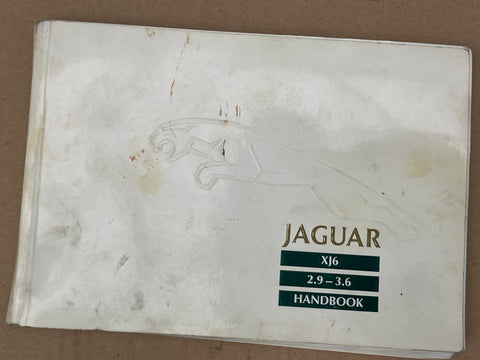 JAGUAR
XJ6
2.9 – 3.6
HANDBOOK